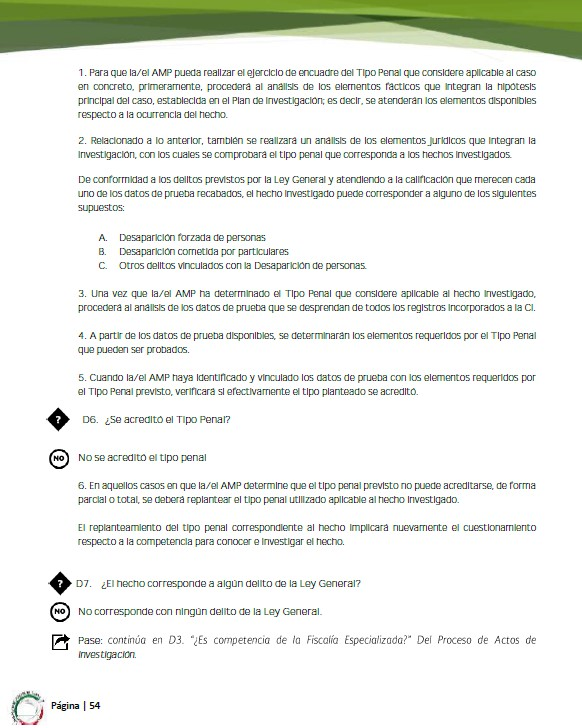 1. Para que la/el AMP pueda realizar el ejercicio de encuadre del Tipo Penal que considere aplicable al caso
en concreto, primeramente, procederá al análisis de los elementos fácticos que integran la hipótesis
principal del caso, establecida en el Plan de Investigación; es decir, se atenderán los elementos disponibles
respecto a la ocurrencia del hecho.
2. Relacionado a lo anterior, también se realizará un análisis de los elementos jurídicos que integran la
investigación, con los cuales se comprobará el tipo penal que corresponda a los hechos investigados.
De conformidad a los delitos previstos por la Ley General y atendiendo a la calificación que merecen cada
uno de los datos de prueba recabados, el hecho investigado puede corresponder a alguno de los siguientes
supuestos:
A. Desaparición forzada de personas
B. Desaparición cometida por particulares
C. Otros delitos vinculados con la Desaparición de personas.
3. Una vez que la/el AMP ha determinado el Tipo Penal que considere aplicable al hecho investigado,
procederá al análisis de los datos de prueba que se desprendan de todos los registros incorporados a la CI.
4. A partir de los datos de prueba disponibles, se determinarán los elementos requeridos por el Tipo Penal
que pueden ser probados.
5. Cuando la/el AMP haya identificado y vinculado los datos de prueba con los elementos requeridos por
el Tipo Penal previsto, verificará si efectivamente el tipo planteado se acreditó.
? D6. ¿Se acreditó el Tipo Penal?
NO No se acreditó el tipo penal
6. En aquellos casos en que la/el AMP determine que el tipo penal previsto no puede acreditarse, de forma
parcial o total, se deberá replantear el tipo penal utilizado aplicable al hecho investigado.
El replanteamiento del tipo penal correspondiente al hecho implicará nuevamente el cuestionamiento
respecto a la competencia para conocer e investigar el hecho.
? D7. ¿El hecho corresponde a algún delito de la Ley General?
NO No corresponde con ningún delito de la Ley General.
Pase: continúa en D3. "¿Es competencia de la Fiscalía Especializada?" Del Proceso de Actos de
Investigación.
Página | 54